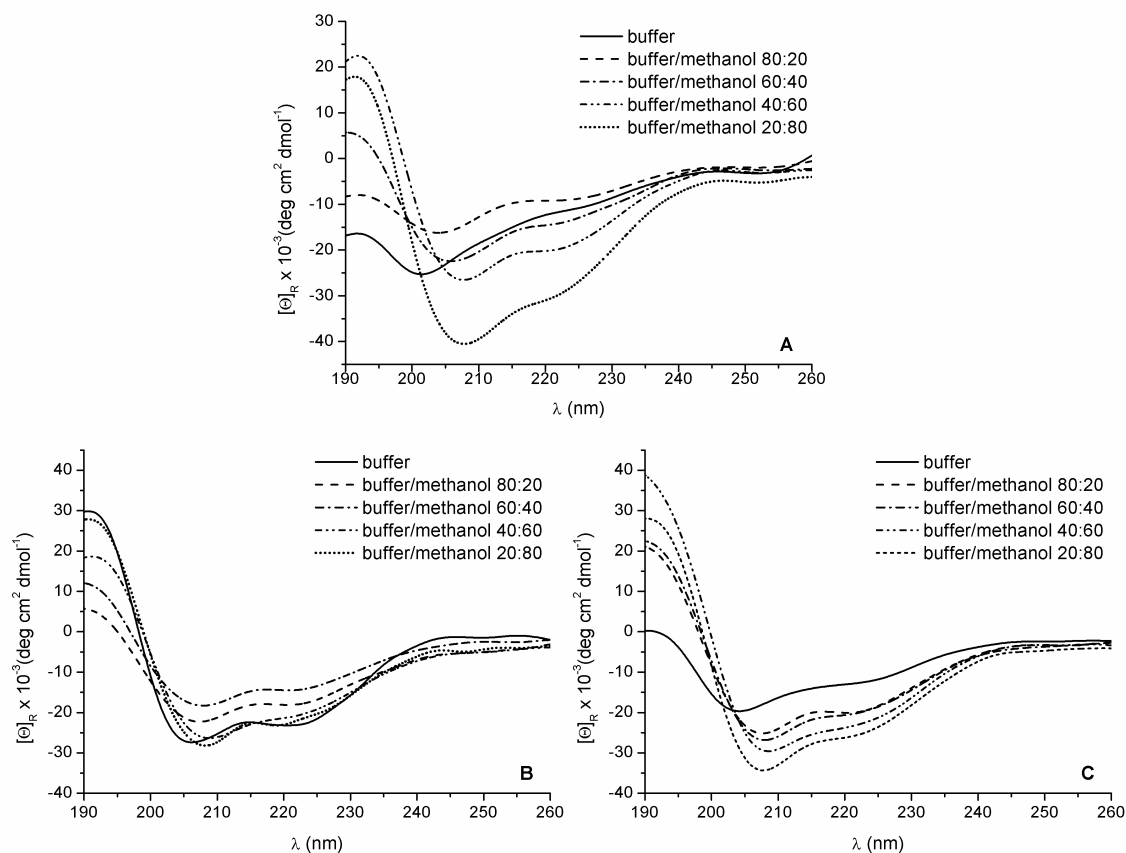 30
20
10
0
-10
-20
-30
-40
[Θ]R x 10⁻³(deg cm² dmol⁻¹)
buffer
buffer/methanol 80:20
buffer/methanol 60:40
buffer/methanol 40:60
buffer/methanol 20:80
A
190 200 210 220 230 240 250 260
λ (nm)
40
30
20
10
0
-10
-20
-30
-40
[Θ]R x 10⁻³(deg cm² dmol⁻¹)
buffer
buffer/methanol 80:20
buffer/methanol 60:40
buffer/methanol 40:60
buffer/methanol 20:80
B
190 200 210 220 230 240 250 260
λ (nm)
40
30
20
10
0
-10
-20
-30
-40
[Θ]R x 10⁻³(deg cm² dmol⁻¹)
buffer
buffer/methanol 80:20
buffer/methanol 60:40
buffer/methanol 40:60
buffer/methanol 20:80
C
190 200 210 220 230 240 250 260
λ (nm)